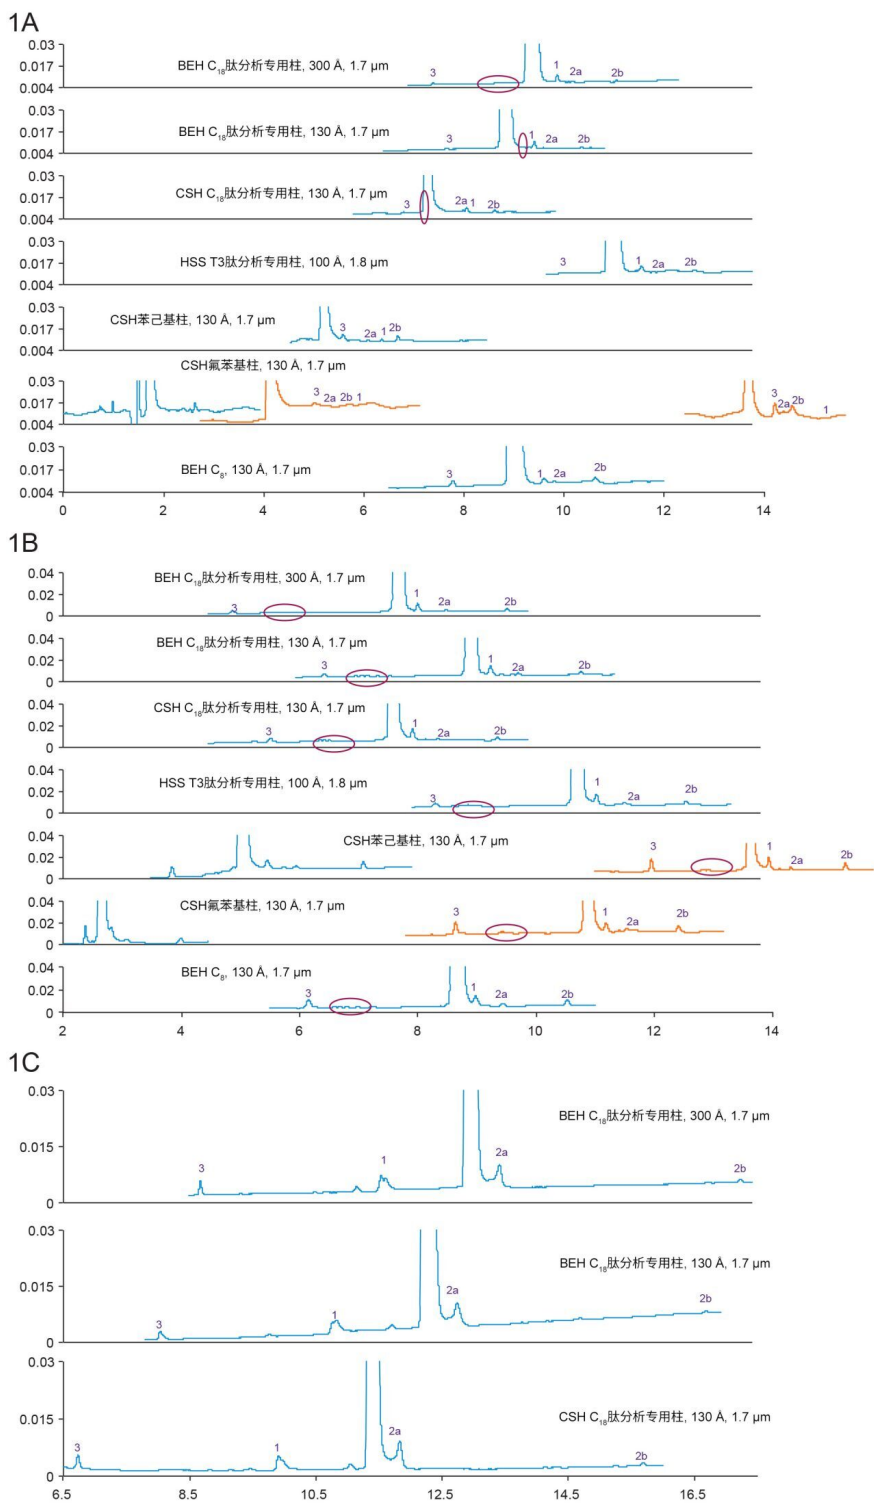 1A
0.03
0.017
0.004
BEH C₁₈肽分析专用柱, 300 Å, 1.7 μm
3
1
2a
2b
0.03
0.017
0.004
BEH C₁₈肽分析专用柱, 130 Å, 1.7 μm
3
1
2a
2b
0.03
0.017
0.004
CSH C₁₈肽分析专用柱, 130 Å, 1.7 μm
3
2a
1
2b
0.03
0.017
0.004
HSS T3肽分析专用柱, 100 Å, 1.8 μm
3
1
2a
2b
0.03
0.017
0.004
CSH苯己基柱, 130 Å, 1.7 μm
3
2a
1
2b
CSH氟苯基柱, 130 Å, 1.7 μm
0.03
0.017
0.004
3
2a
2b
1
3
2a
2b
1
0.03
0.017
0.004
BEH C₈, 130 Å, 1.7 μm
3
1
2a
2b
0 4 6 8 10 12 14
1B
0.04
0.02
0
BEH C₁₈肽分析专用柱, 300 Å, 1.7 μm
3
1
2a
2b
0.04
0.02
0
BEH C₁₈肽分析专用柱, 130 Å, 1.7 μm
3
1
2a
2b
0.04
0.02
0
CSH C₁₈肽分析专用柱, 130 Å, 1.7 μm
3
1
2a
2b
0.04
0.02
0
HSS T3肽分析专用柱, 100 Å, 1.8 μm
3
1
2a
2b
0.04
0.02
0
CSH苯己基柱, 130 Å, 1.7 μm
3
1
2a
2b
0.04
0.02
0
CSH氟苯基柱, 130 Å, 1.7 μm
3
1
2a
2b
0.04
0.02
0
BEH C₈, 130 Å, 1.7 μm
3
1
2a
2b
2 4 6 8 10 12 14
1C
0.03
0.015
0
BEH C₁₈肽分析专用柱, 300 Å, 1.7 μm
3
1
2a
2b
0.03
0.015
0
BEH C₁₈肽分析专用柱, 130 Å, 1.7 μm
3
1
2a
2b
0.03
0.015
0
CSH C₁₈肽分析专用柱, 130 Å, 1.7 μm
3
1
2a
2b
6.5 8.5 10.5 12.5 14.5 16.5